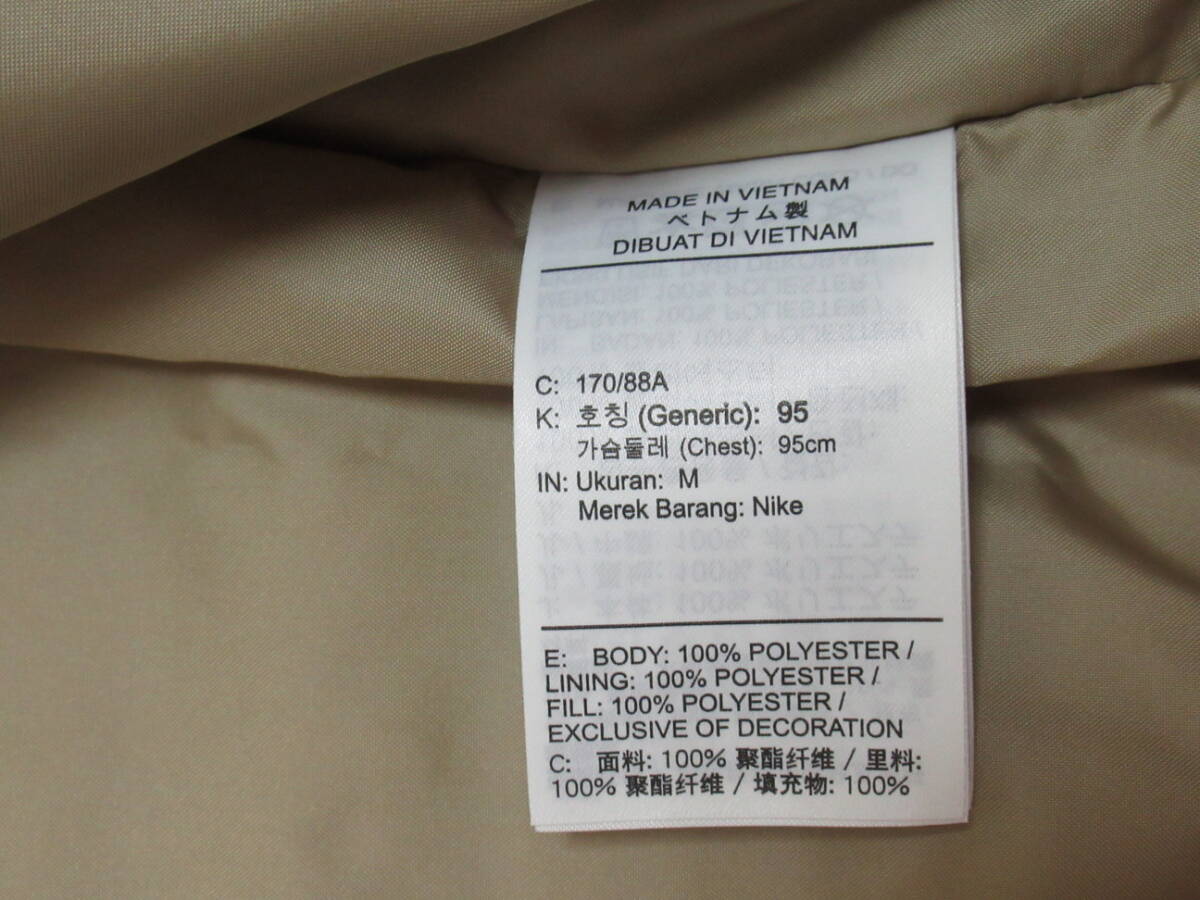 MADE IN VIETNAM
ベトナム製
DIBUAT DI VIETNAM
C: 170/88A
K: 호칭 (Generic): 95
가슴둘레 (Chest): 95cm
IN: Ukuran: M
Merek Barang: Nike
E: BODY: 100% POLYESTER /
LINING: 100% POLYESTER /
FILL: 100% POLYESTER /
EXCLUSIVE OF DECORATION
C: 面料: 100% 聚酯纤维 / 里料:
100% 聚酯纤维 / 填充物: 100%